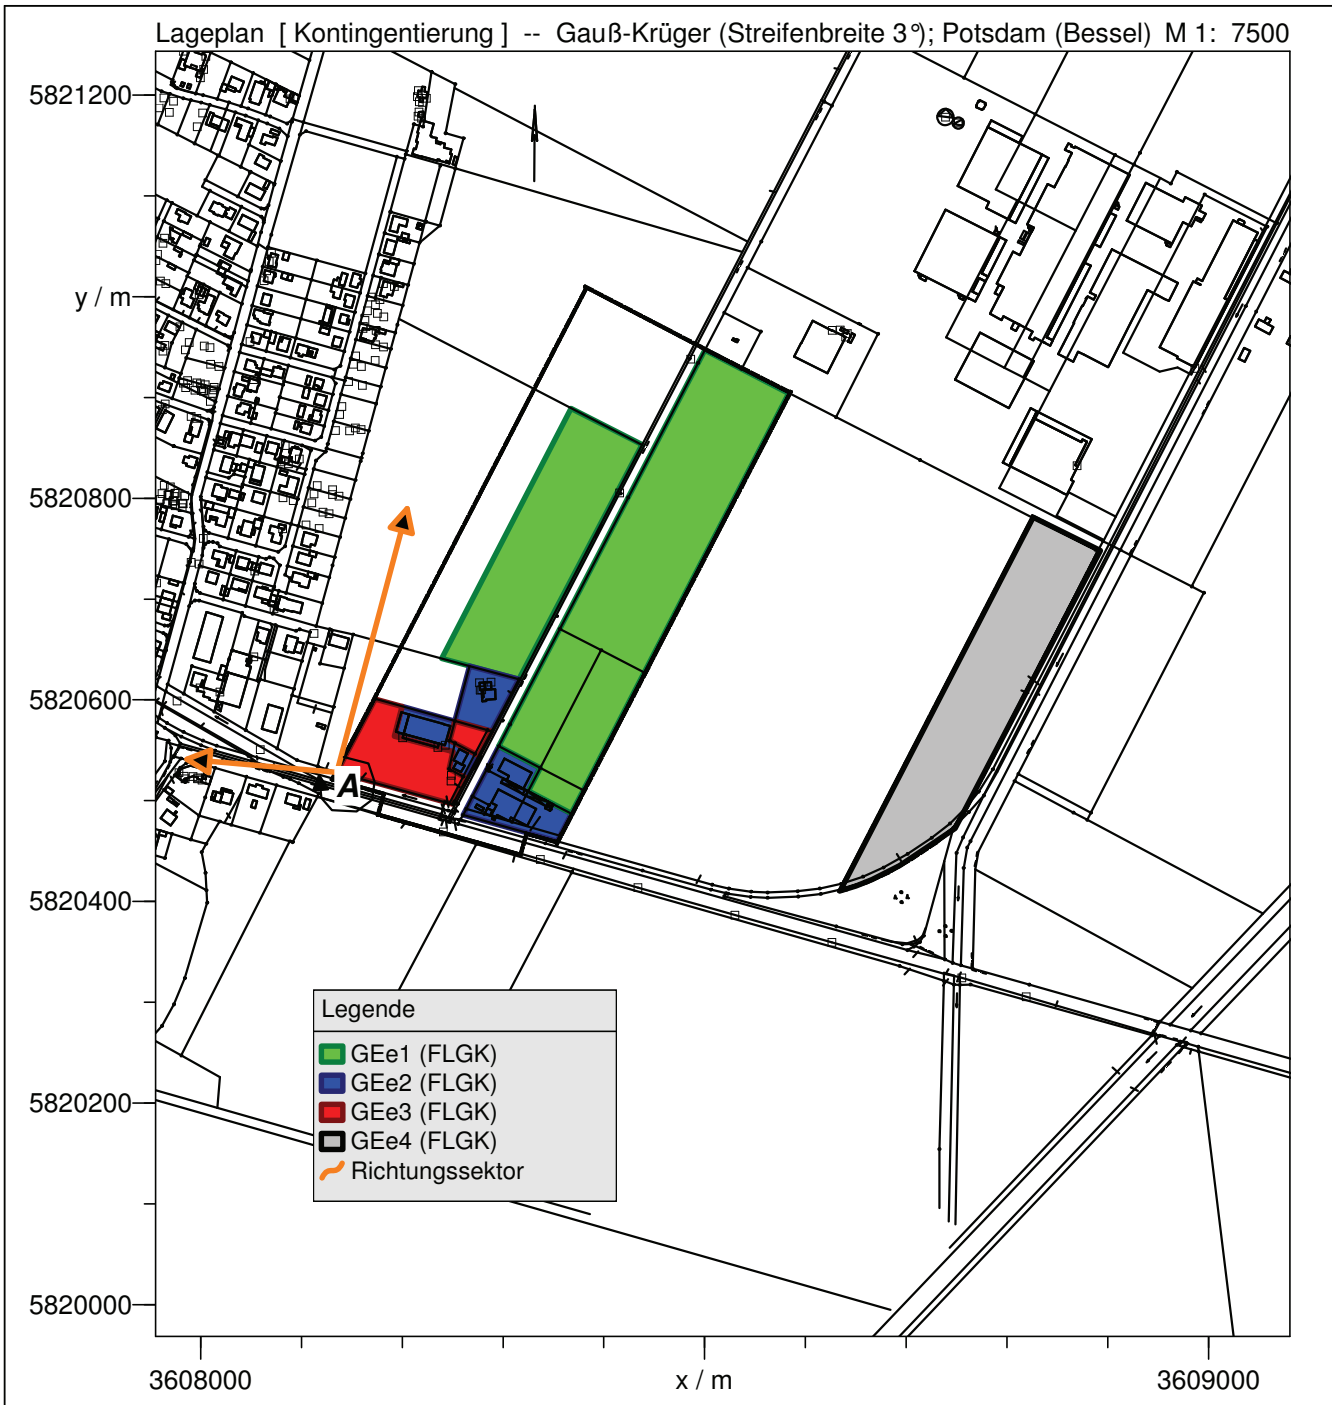 Lageplan [ Kontingentierung ] -- Gauß-Krüger (Streifenbreite 3°); Potsdam (Bessel) M 1: 7500
5821200
y / m
5820800
5820600
A
5820400
Legende
GEe1 (FLGK)
GEe2 (FLGK)
GEe3 (FLGK)
GEe4 (FLGK)
Richtungssektor
5820200
5820000
3608000 x / m 3609000